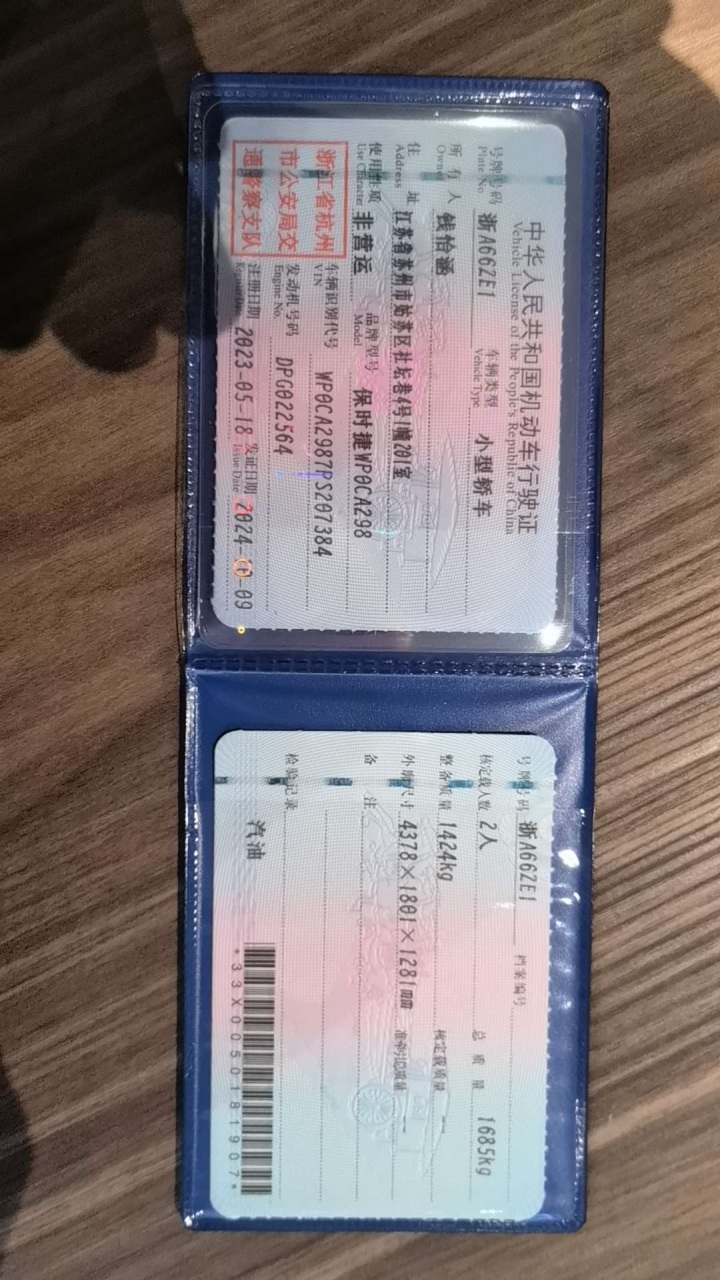 中华人民共和国机动车行驶证
Vehicle License of the People's Republic of China
号牌号码 浙A662E1 车辆类型 小型轿车
Plate No. Vehicle Type
所有人 钱怡涵
Owner
住址 江苏省苏州市姑苏区社坛巷4号1幢201室
Address
使用性质 非营运 品牌型号 保时捷WP0CA298
Use Character Model
浙江省杭州
市公安局交
通警察支队
车辆识别代号 WP0CA2987PS207384
VIN
发动机号码 DPG022564
Engine No.
注册日期 2023-05-18 发证日期 2024- -09
Issue Date
号牌号码 浙A662E1 档案编号
核定载人数 2人 总质量 1685kg
整备质量 1424kg 核定载质量 --
外廓尺寸 4378×1801×1281mm 准牵引总质量 --
备注
检验记录
汽油
*33X0050181907*